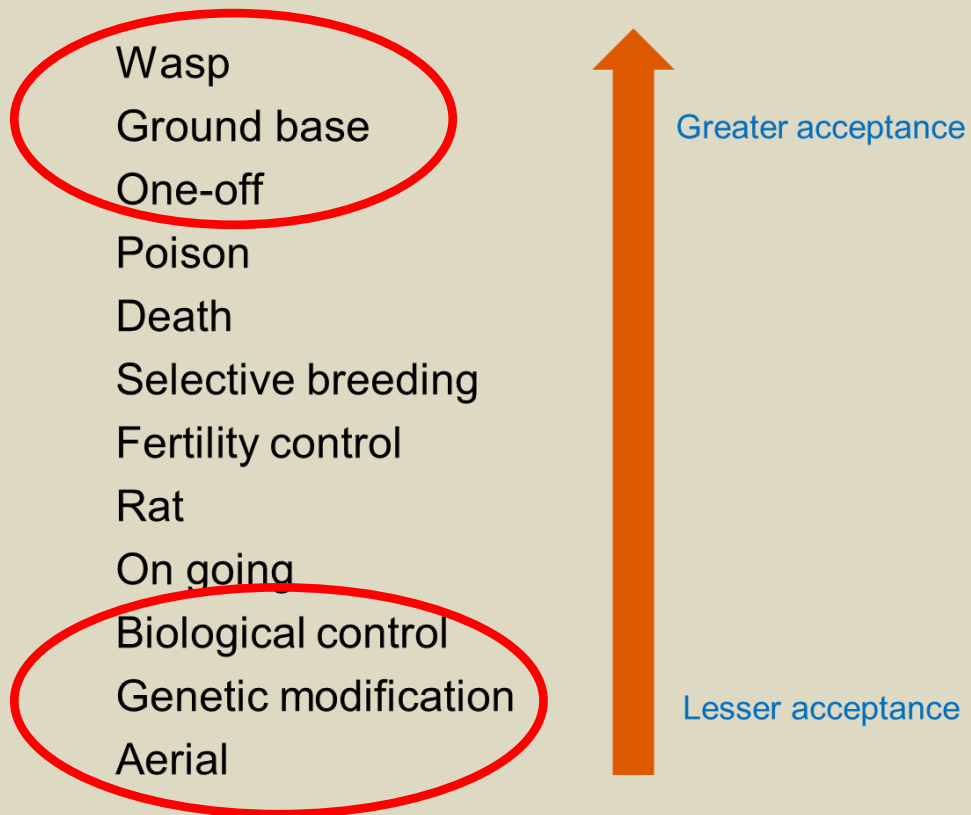 Wasp
Ground base
Greater acceptance
One-off
Poison
Death
Selective breeding
Fertility control
Rat
On going
Biological control
Genetic modification
Lesser acceptance
Aerial